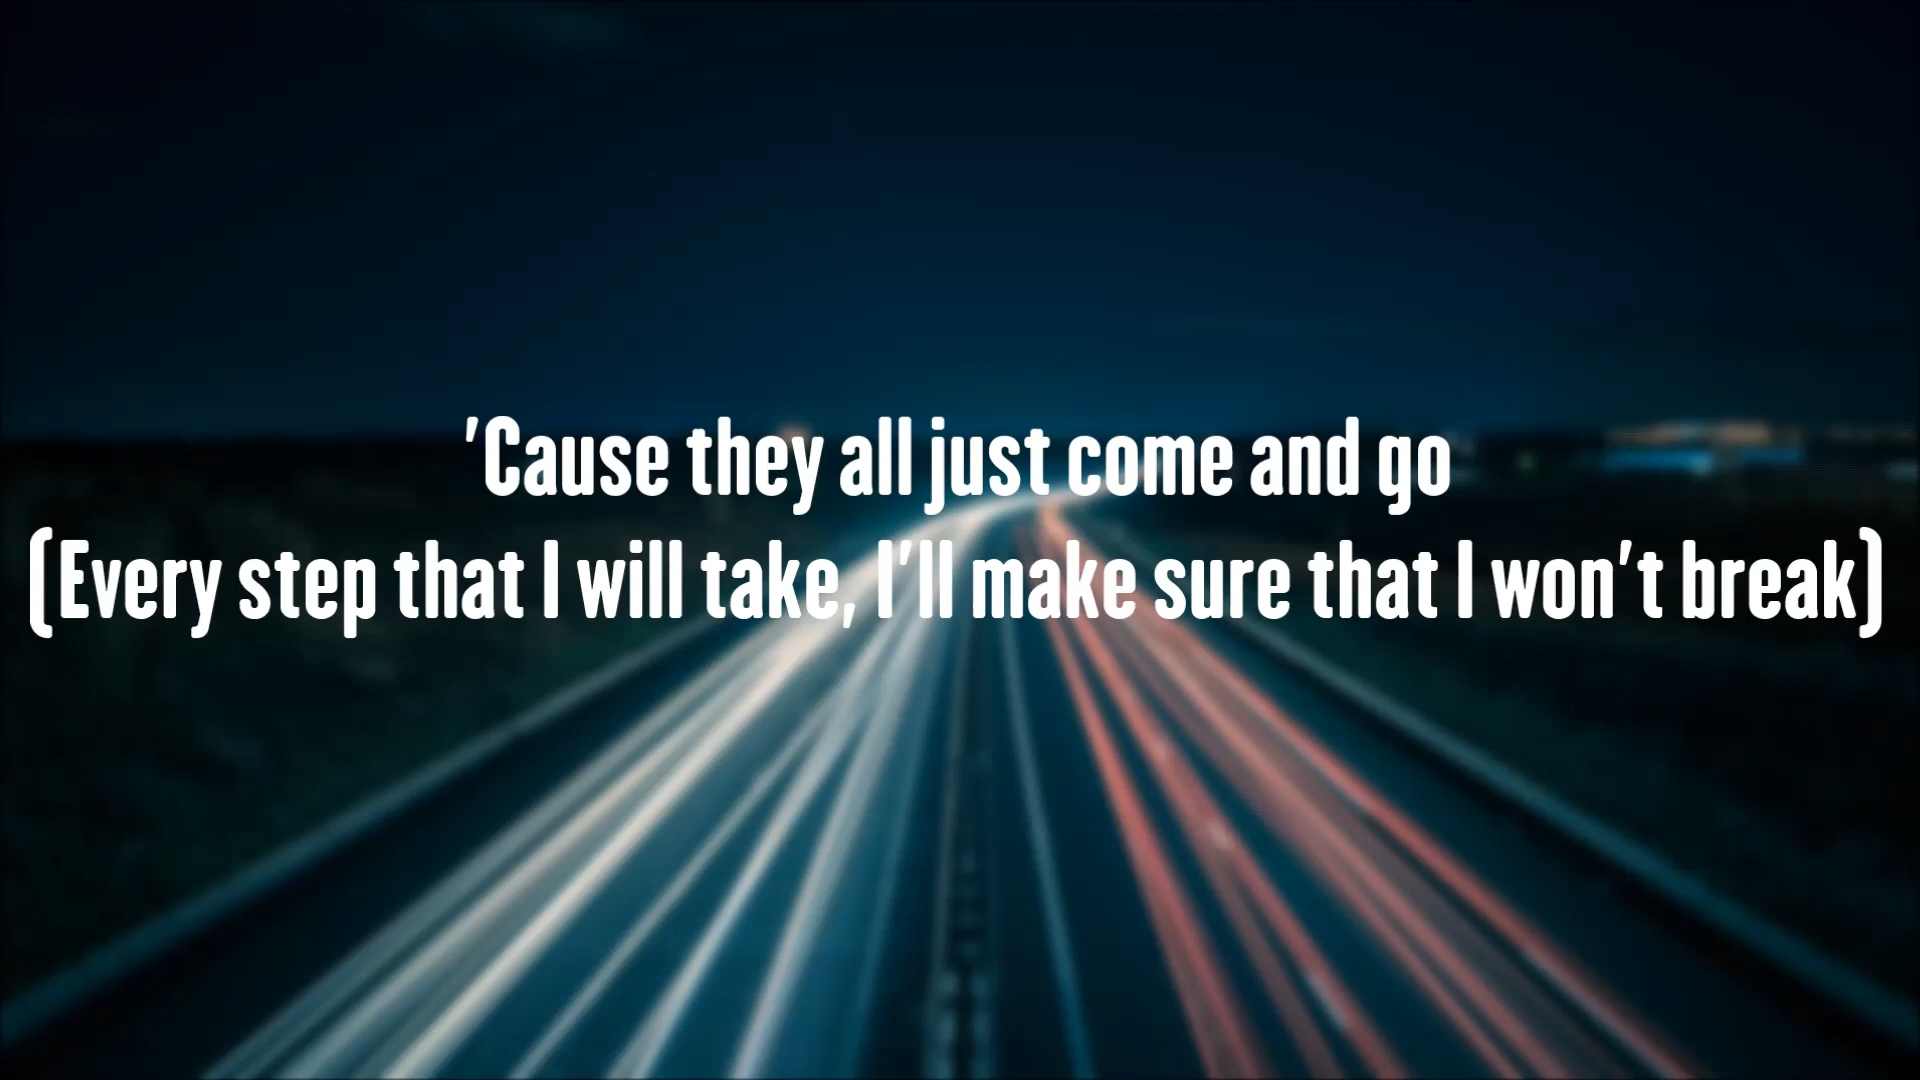 'Cause they all just come and go
(Every step that I will take, I'll make sure that I won't break)